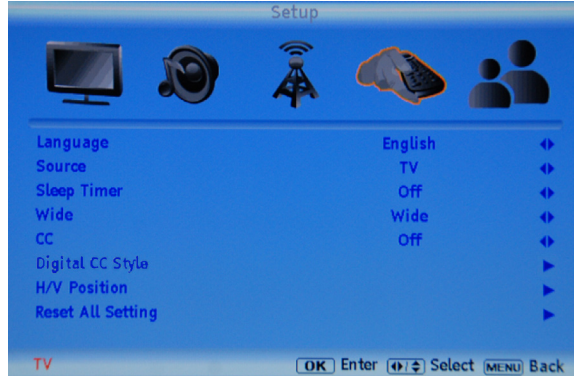 Setup
Language English
Source TV
Sleep Timer Off
Wide Wide
CC Off
Digital CC Style
H/V Position
Reset All Setting
TV OK Enter Select MENU Back